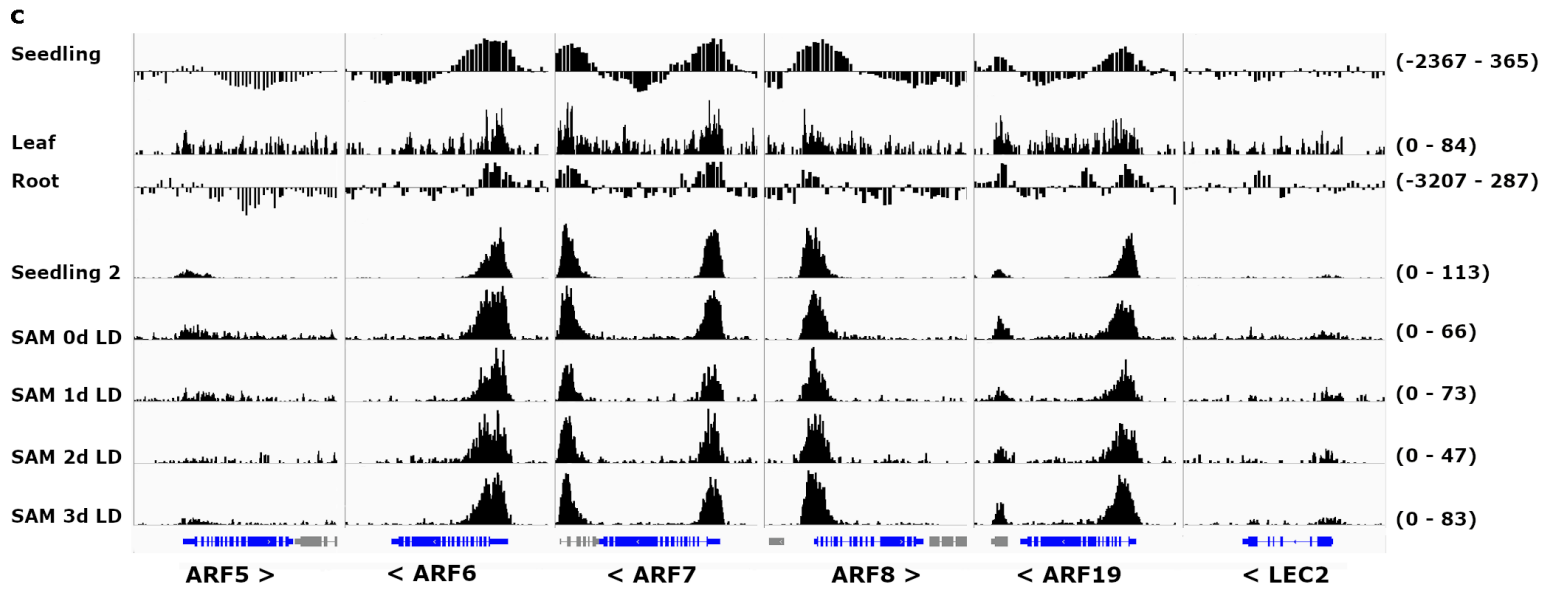 c
Seedling
(-2367 - 365)
Leaf
(0 - 84)
Root
(-3207 - 287)
Seedling 2
(0 - 113)
SAM 0d LD
(0 - 66)
SAM 1d LD
(0 - 73)
SAM 2d LD
(0 - 47)
SAM 3d LD
(0 - 83)
ARF5 > < ARF6 < ARF7 ARF8 > < ARF19 < LEC2